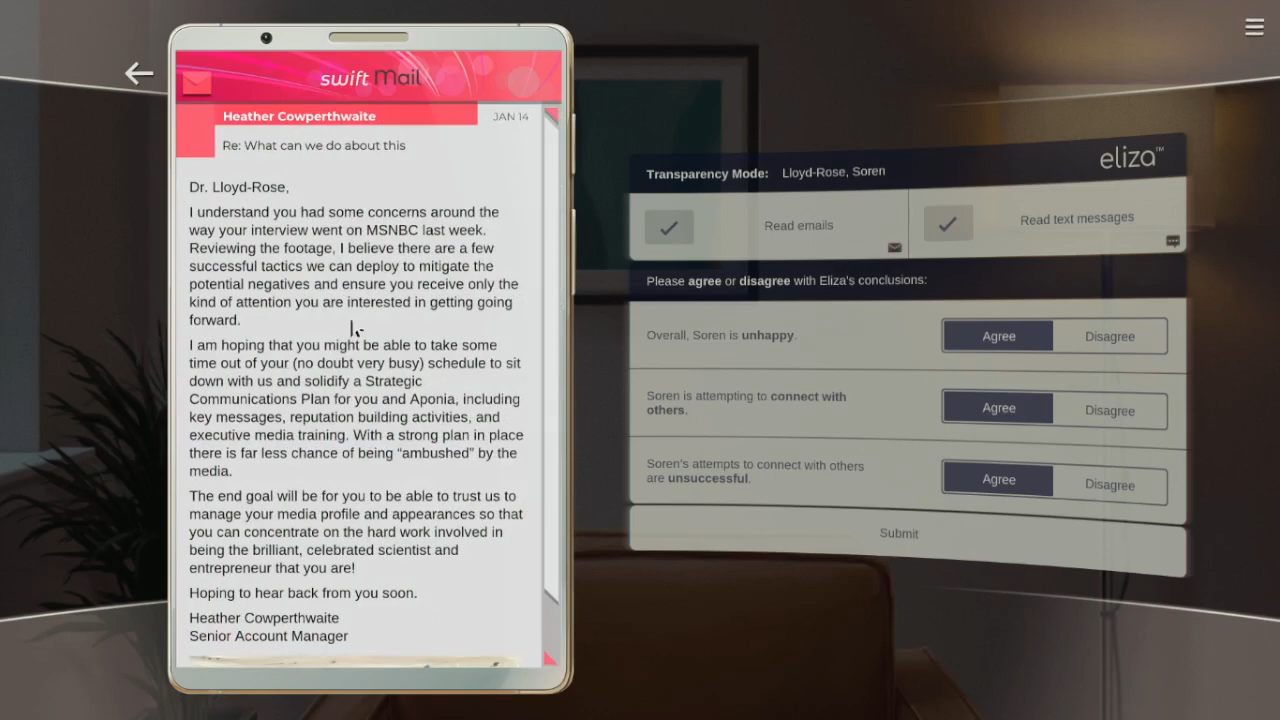 swift Mail
Heather Cowperthwaite
JAN 14
Re: What can we do about this
Dr. Lloyd-Rose,
I understand you had some concerns around the
way your interview went on MSNBC last week.
Reviewing the footage, I believe there are a few
successful tactics we can deploy to mitigate the
potential negatives and ensure you receive only the
kind of attention you are interested in getting going
forward.
I am hoping that you might be able to take some
time out of your (no doubt very busy) schedule to sit
down with us and solidify a Strategic
Communications Plan for you and Aponia, including
key messages, reputation building activities, and
executive media training. With a strong plan in place
there is far less chance of being “ambushed” by the
media.
The end goal will be for you to be able to trust us to
manage your media profile and appearances so that
you can concentrate on the hard work involved in
being the brilliant, celebrated scientist and
entrepreneur that you are!
Hoping to hear back from you soon.
Heather Cowperthwaite
Senior Account Manager
eliza™
Transparency Mode: Lloyd-Rose, Soren
Read emails
Read text messages
Please agree or disagree with Eliza's conclusions:
Overall, Soren is unhappy.
Agree
Disagree
Soren is attempting to connect with
others.
Agree
Disagree
Soren's attempts to connect with others
are unsuccessful.
Agree
Disagree
Submit